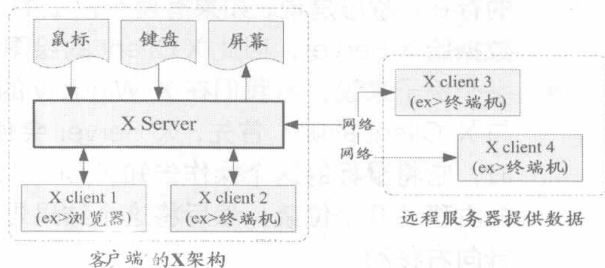 鼠标
键盘
屏幕
X Server
X client 1
(ex>浏览器)
X client 2
(ex>终端机)
客户端的X架构
网络
网络
X client 3
(ex>终端机)
X client 4
(ex>终端机)
远程服务器提供数据